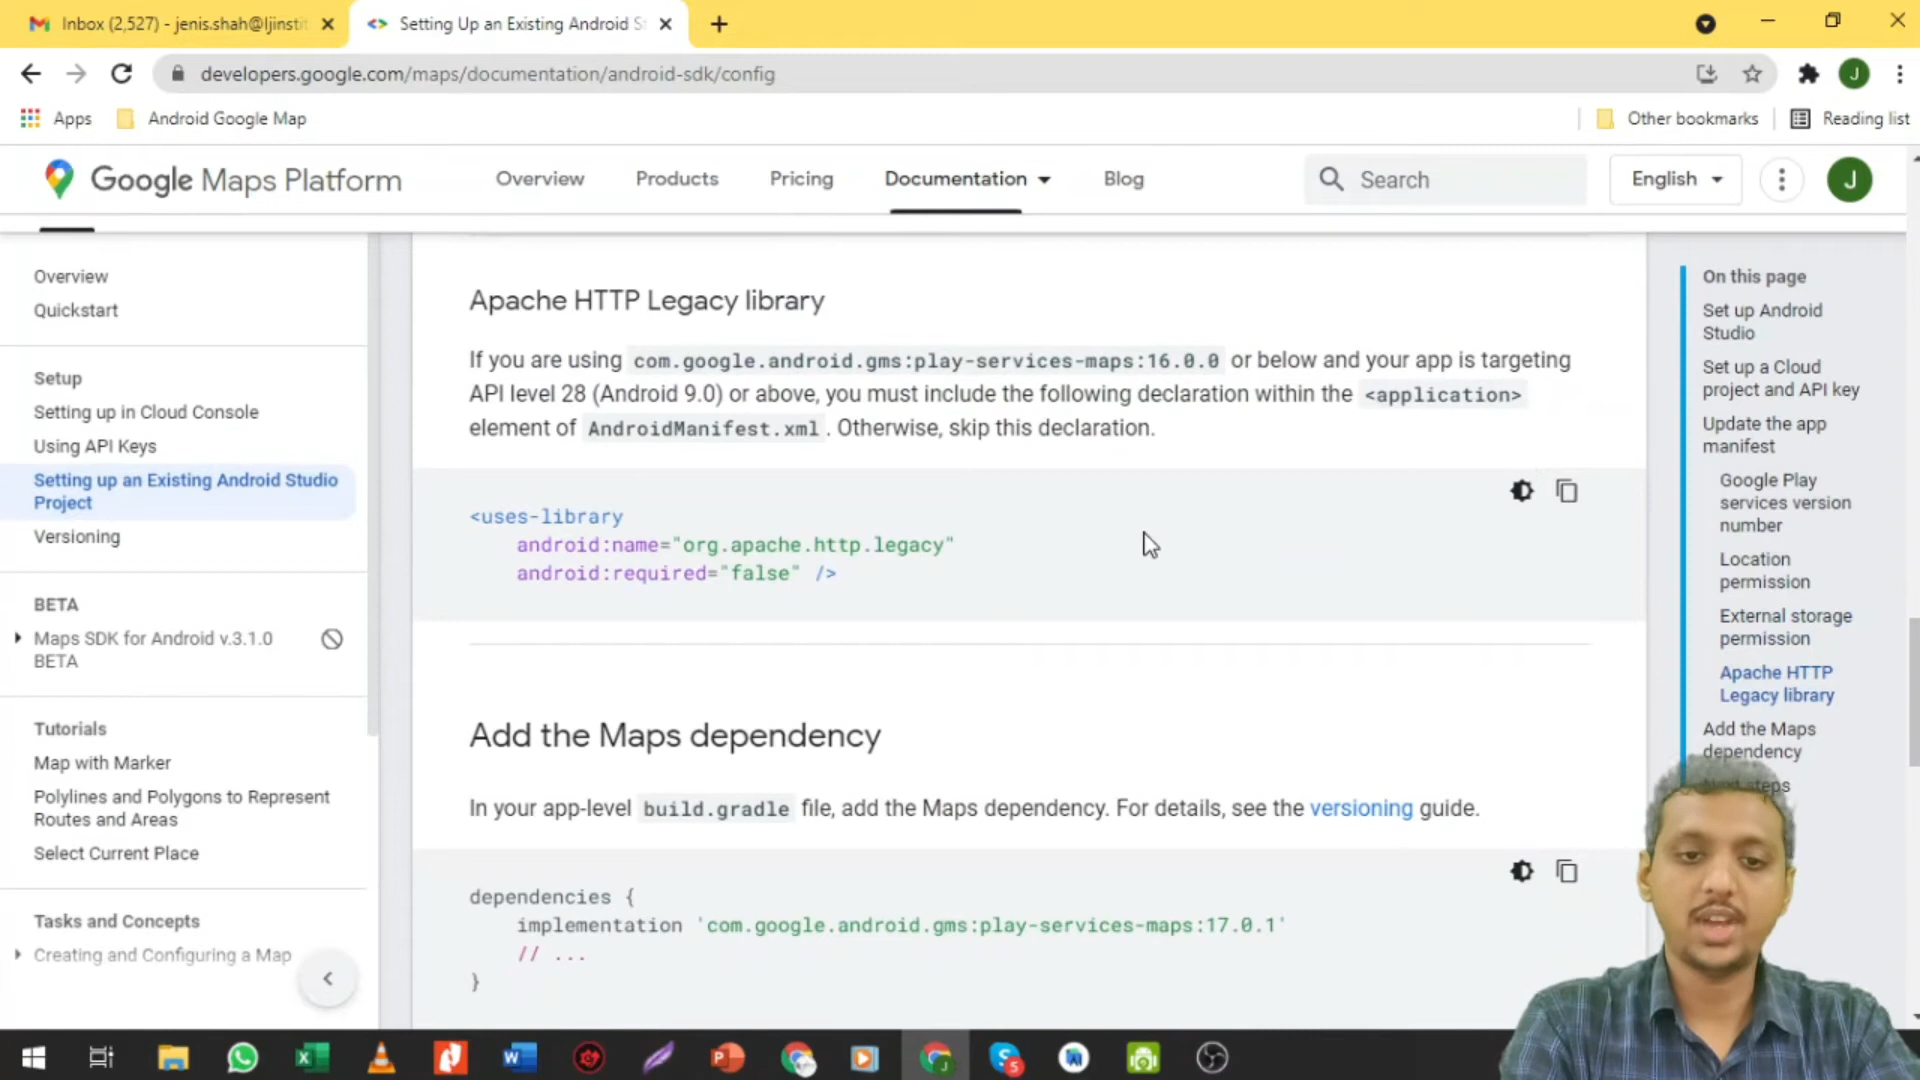 Inbox (2,527) - jenis.shah@ljinstit
Setting Up an Existing Android S
developers.google.com/maps/documentation/android-sdk/config
Apps
Android Google Map
Other bookmarks
Reading list
Google Maps Platform
Overview
Products
Pricing
Documentation
Blog
Search
English
J
J
Overview
Quickstart
Setup
Setting up in Cloud Console
Using API Keys
Setting up an Existing Android Studio
Project
Versioning
BETA
Maps SDK for Android v.3.1.0
BETA
Tutorials
Map with Marker
Polylines and Polygons to Represent
Routes and Areas
Select Current Place
Tasks and Concepts
Creating and Configuring a Map
Apache HTTP Legacy library
If you are using com.google.android.gms:play-services-maps:16.0.0 or below and your app is targeting
API level 28 (Android 9.0) or above, you must include the following declaration within the <application>
element of AndroidManifest.xml . Otherwise, skip this declaration.
<uses-library
android:name="org.apache.http.legacy"
android:required="false" />
Add the Maps dependency
In your app-level build.gradle file, add the Maps dependency. For details, see the versioning guide.
dependencies {
implementation 'com.google.android.gms:play-services-maps:17.0.1'
// ...
}
On this page
Set up Android
Studio
Set up a Cloud
project and API key
Update the app
manifest
Google Play
services version
number
Location
permission
External storage
permission
Apache HTTP
Legacy library
Add the Maps
dependency
steps